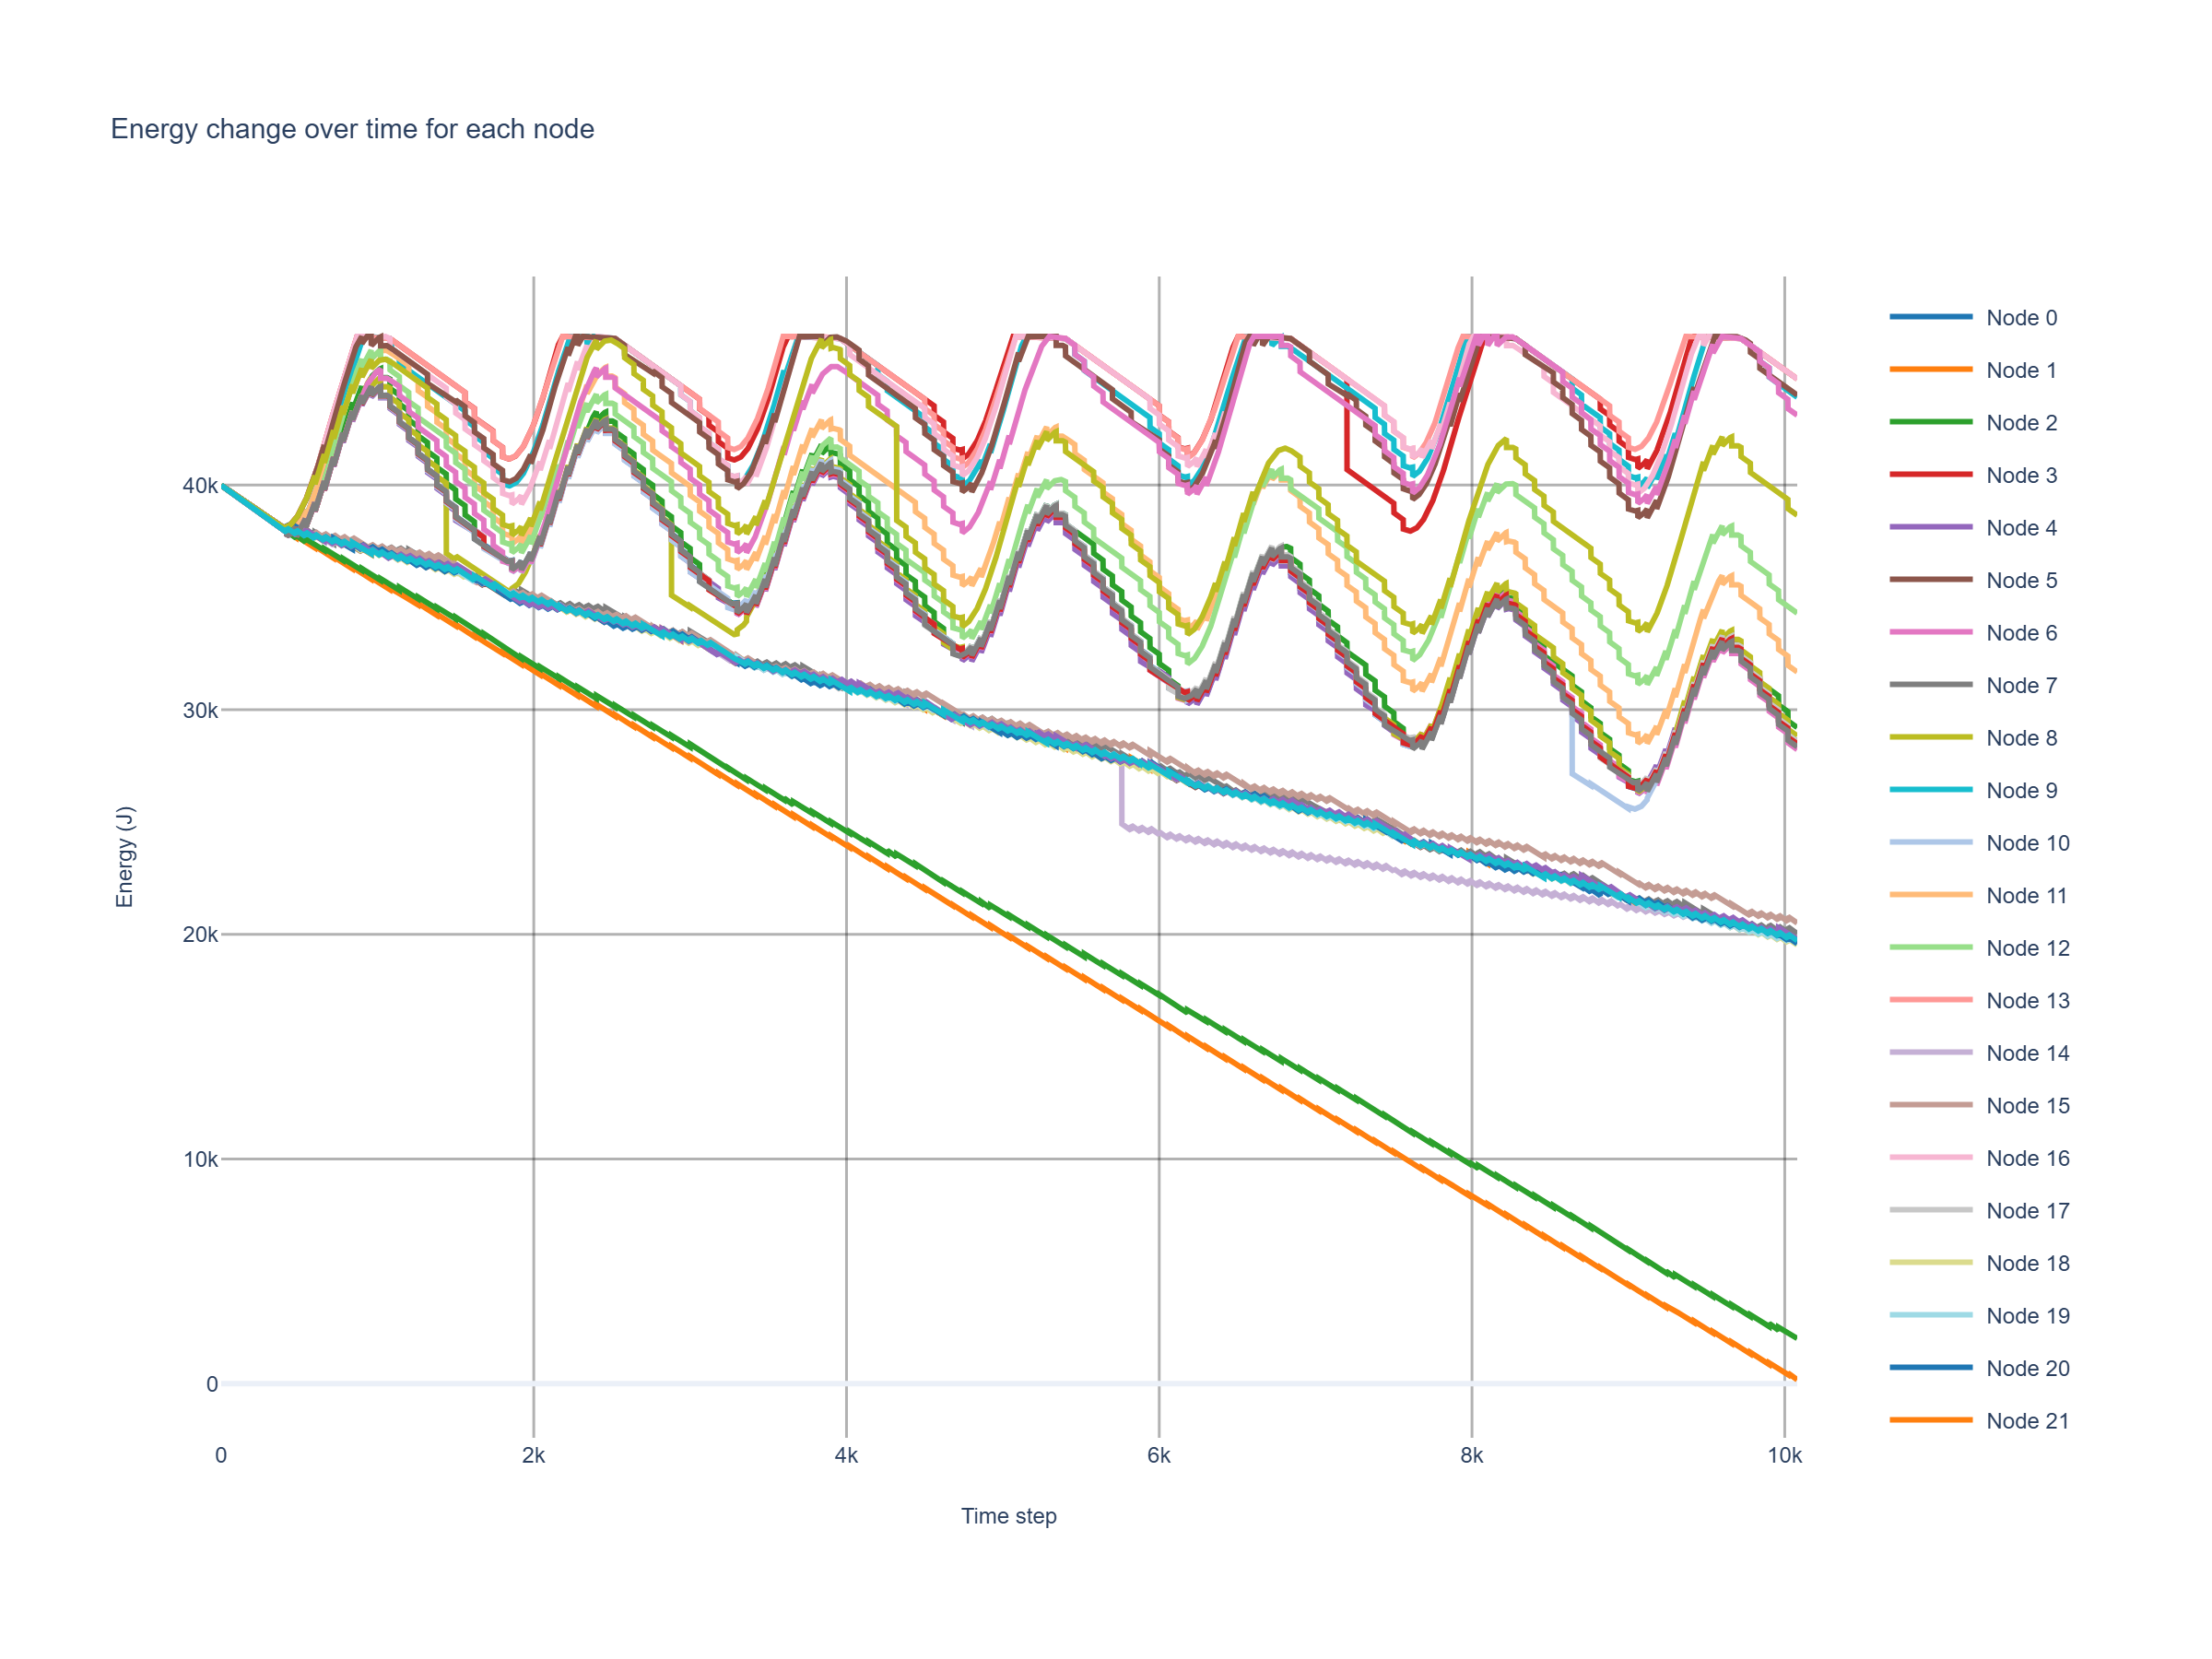 Energy change over time for each node
Energy (J)
40k
30k
20k
10k
0
0
2k
4k
6k
8k
10k
Time step
Node 0
Node 1
Node 2
Node 3
Node 4
Node 5
Node 6
Node 7
Node 8
Node 9
Node 10
Node 11
Node 12
Node 13
Node 14
Node 15
Node 16
Node 17
Node 18
Node 19
Node 20
Node 21